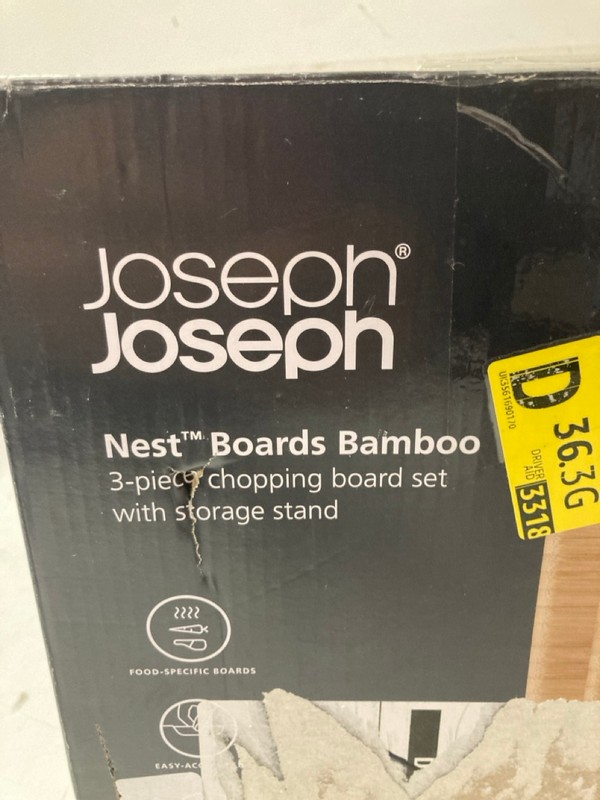 Joseph®
Joseph
Nest™ Boards Bamboo
3-piece chopping board set
with storage stand
FOOD-SPECIFIC BOARDS
D
36.3G
DRIVER
AID
3318